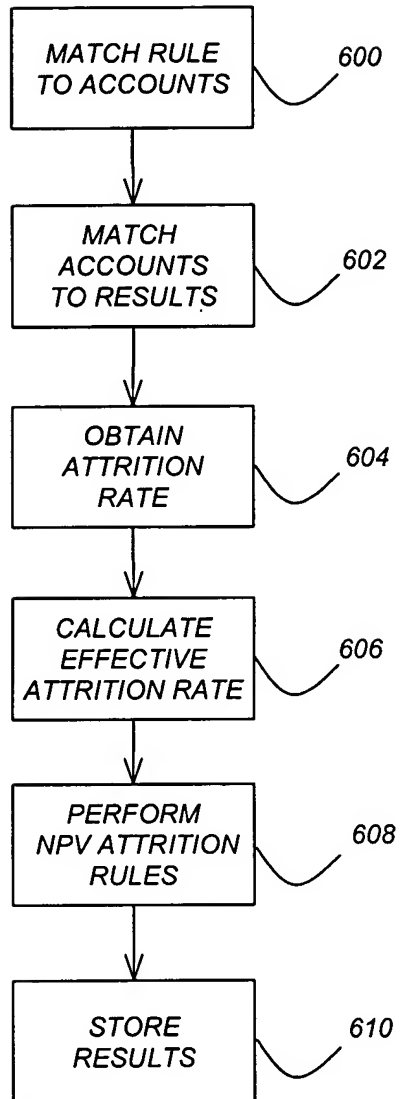 MATCH RULE
TO ACCOUNTS
600
MATCH
ACCOUNTS
TO RESULTS
602
OBTAIN
ATTRITION
RATE
604
CALCULATE
EFFECTIVE
ATTRITION RATE
606
PERFORM
NPV ATTRITION
RULES
608
STORE
RESULTS
610